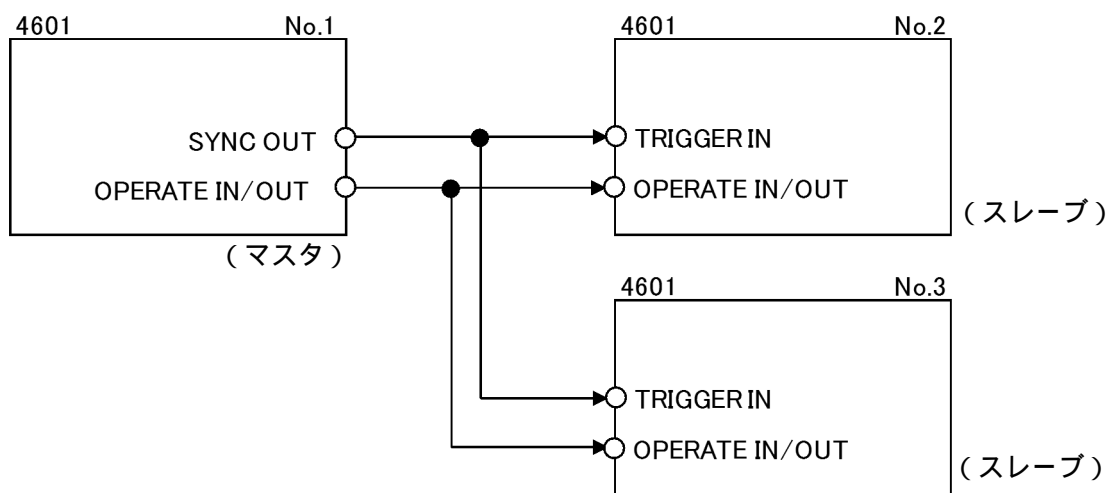 4601 No.1
SYNC OUT
OPERATE IN/OUT
(マスタ)
4601 No.2
TRIGGER IN
OPERATE IN/OUT
(スレーブ)
4601 No.3
TRIGGER IN
OPERATE IN/OUT
(スレーブ)